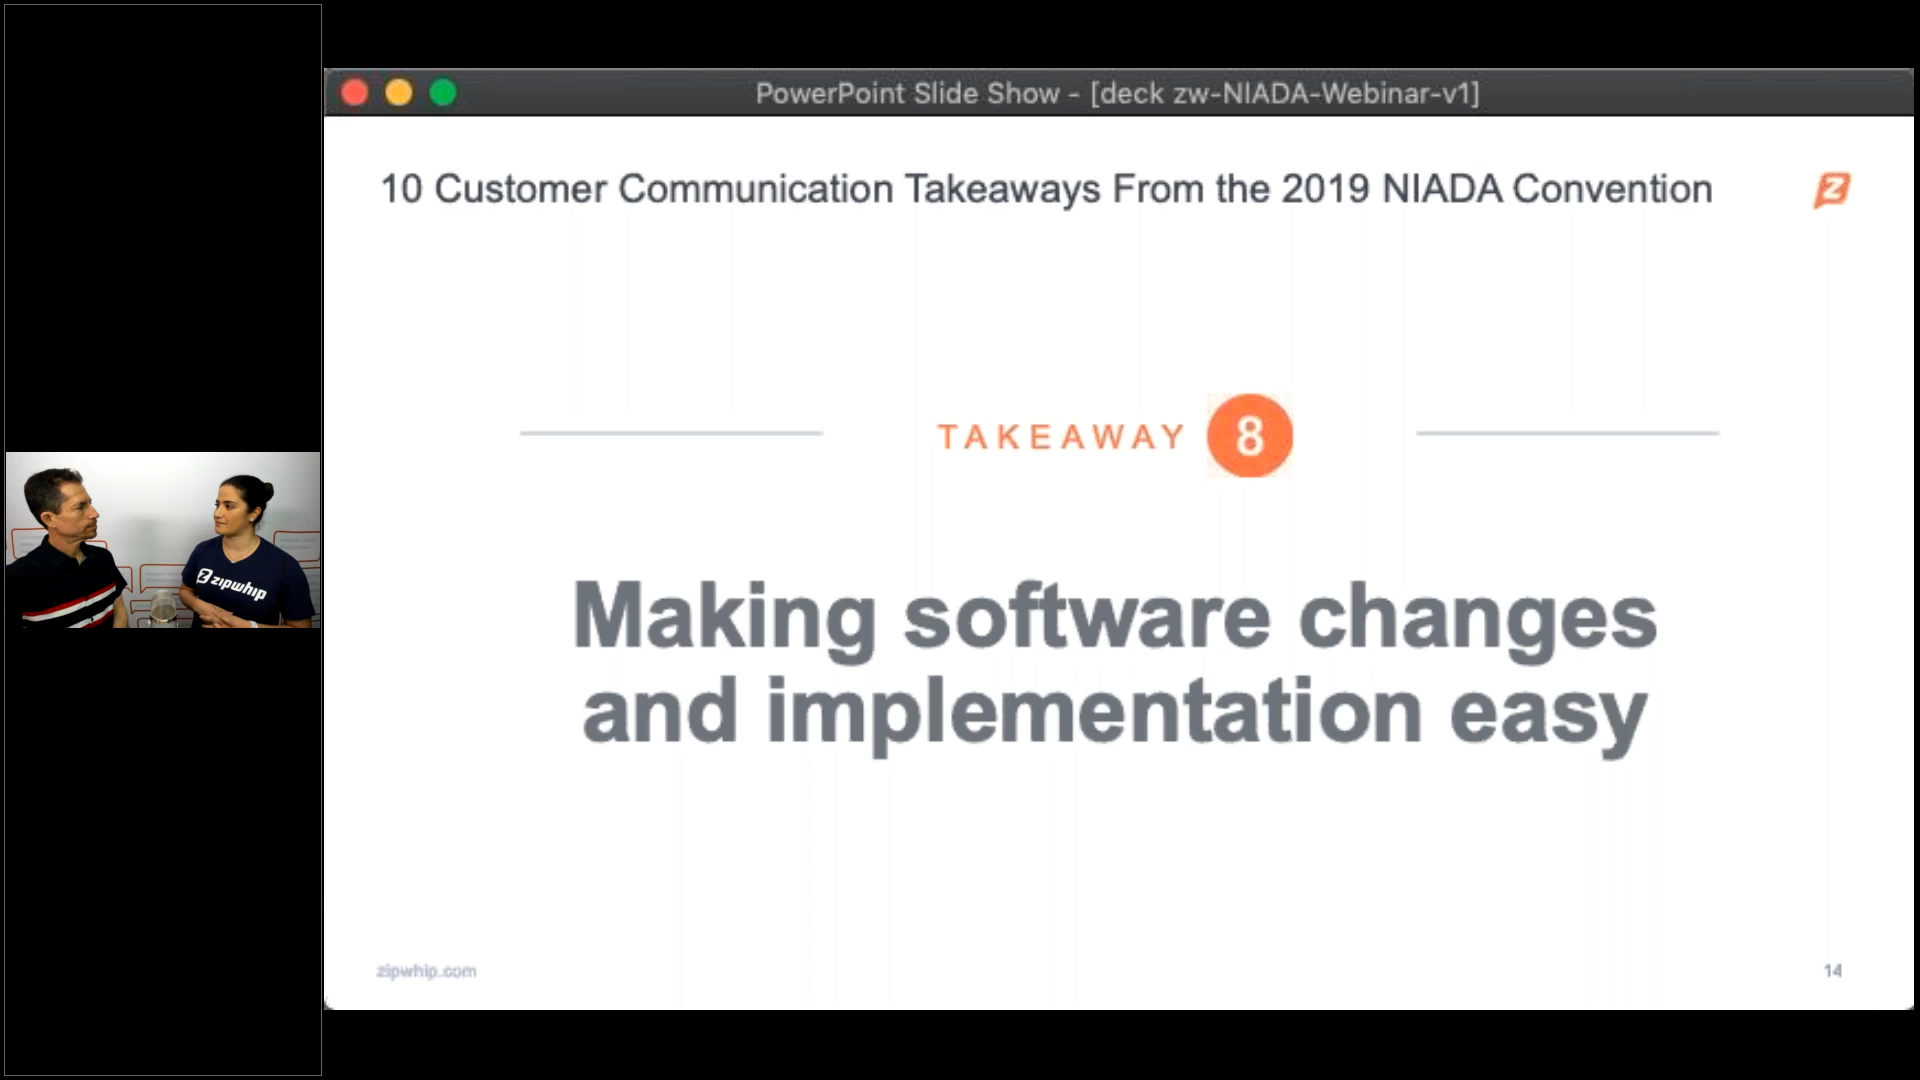 PowerPoint Slide Show - [deck zw-NIADA-Webinar-v1]
10 Customer Communication Takeaways From the 2019 NIADA Convention
TAKEAWAY 8
Making software changes
and implementation easy
zipwhip
zipwhip.com
14